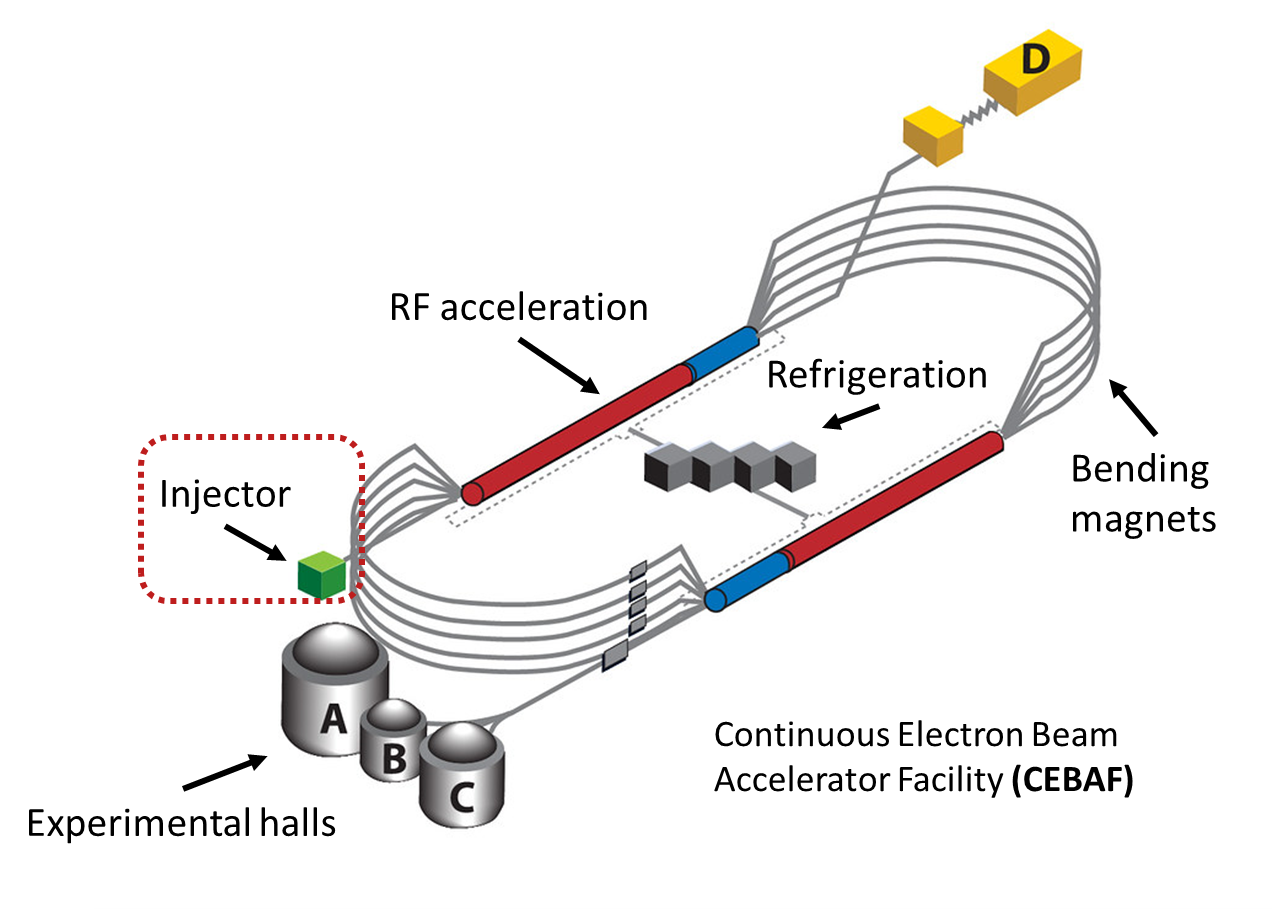 D
RF acceleration
Refrigeration
Injector
Bending
magnets
A
B
C
Continuous Electron Beam
Accelerator Facility (CEBAF)
Experimental halls